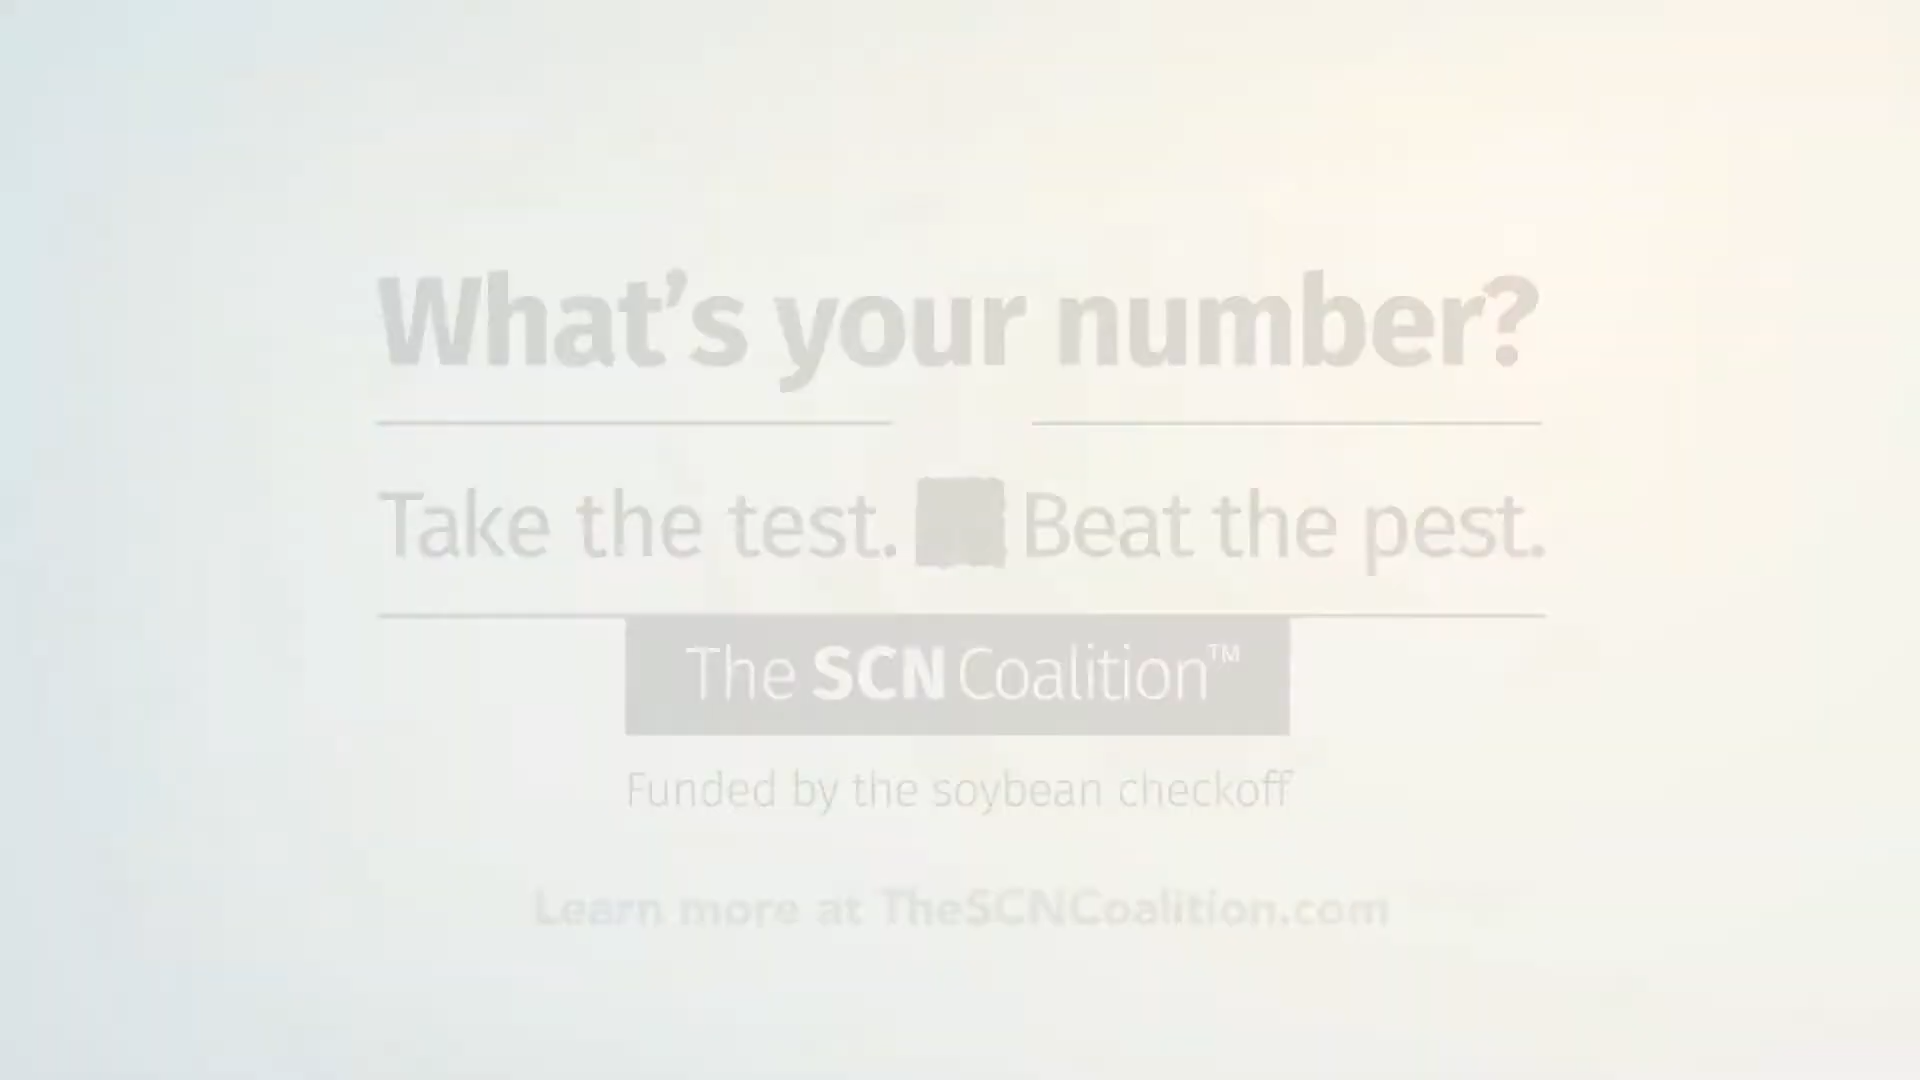 What's your number?
Take the test. Beat the pest.
The SCN Coalition™
Funded by the soybean checkoff
Learn more at TheSCNCoalition.com